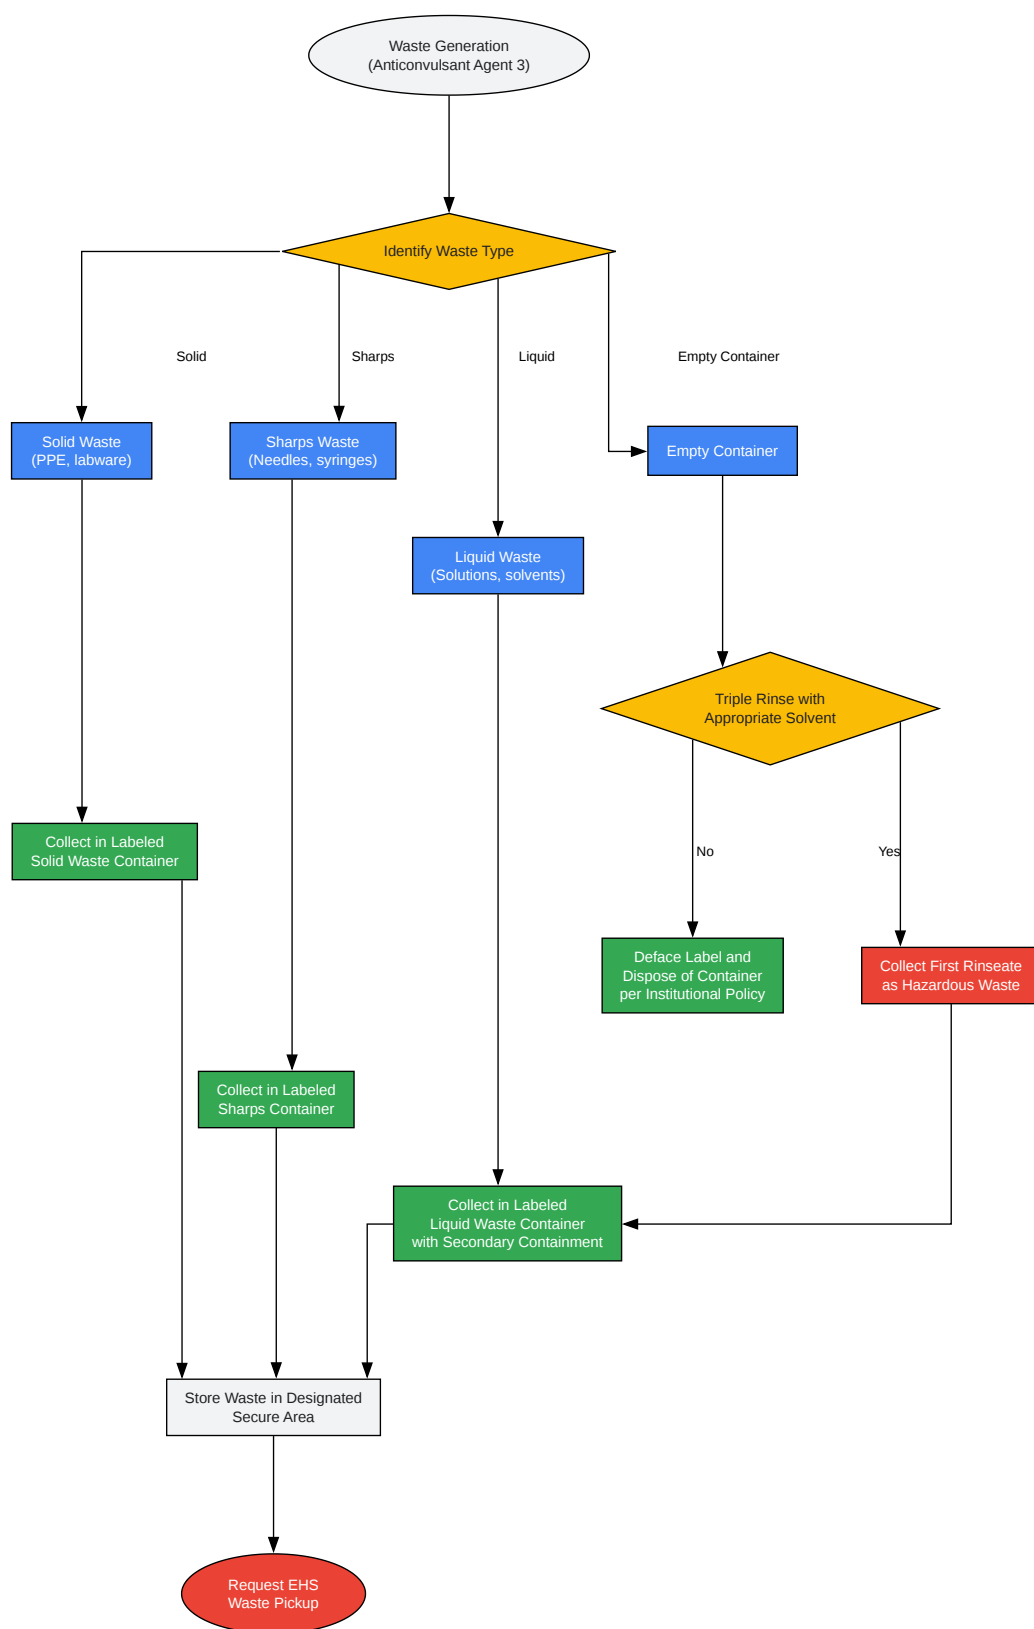 Waste Generation
(Anticonvulsant Agent 3)
Identify Waste Type
Solid
Sharps
Liquid
Empty Container
Solid Waste
(PPE, labware)
Sharps Waste
(Needles, syringes)
Empty Container
Liquid Waste
(Solutions, solvents)
Triple Rinse with
Appropriate Solvent
Collect in Labeled
Solid Waste Container
No
Yes
Deface Label and
Dispose of Container
per Institutional Policy
Collect First Rinseate
as Hazardous Waste
Collect in Labeled
Sharps Container
Collect in Labeled
Liquid Waste Container
with Secondary Containment
Store Waste in Designated
Secure Area
Request EHS
Waste Pickup